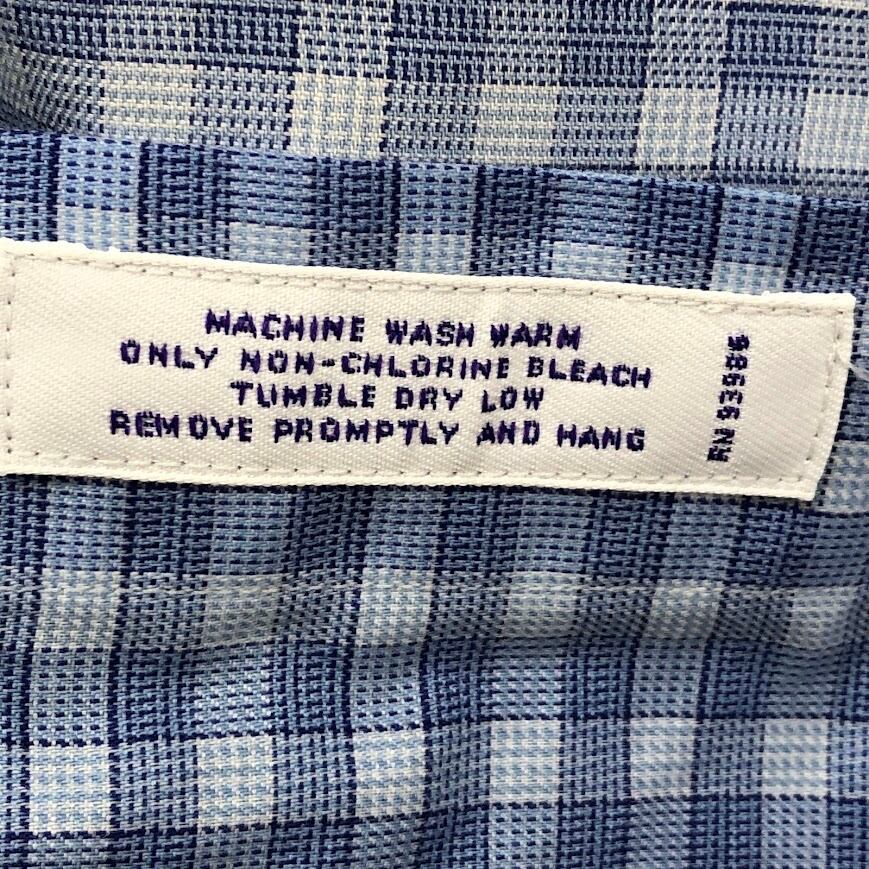 MACHINE WASH WARM
ONLY NON-CHLORINE BLEACH
TUMBLE DRY LOW
REMOVE PROMPTLY AND HANG
RN 93986